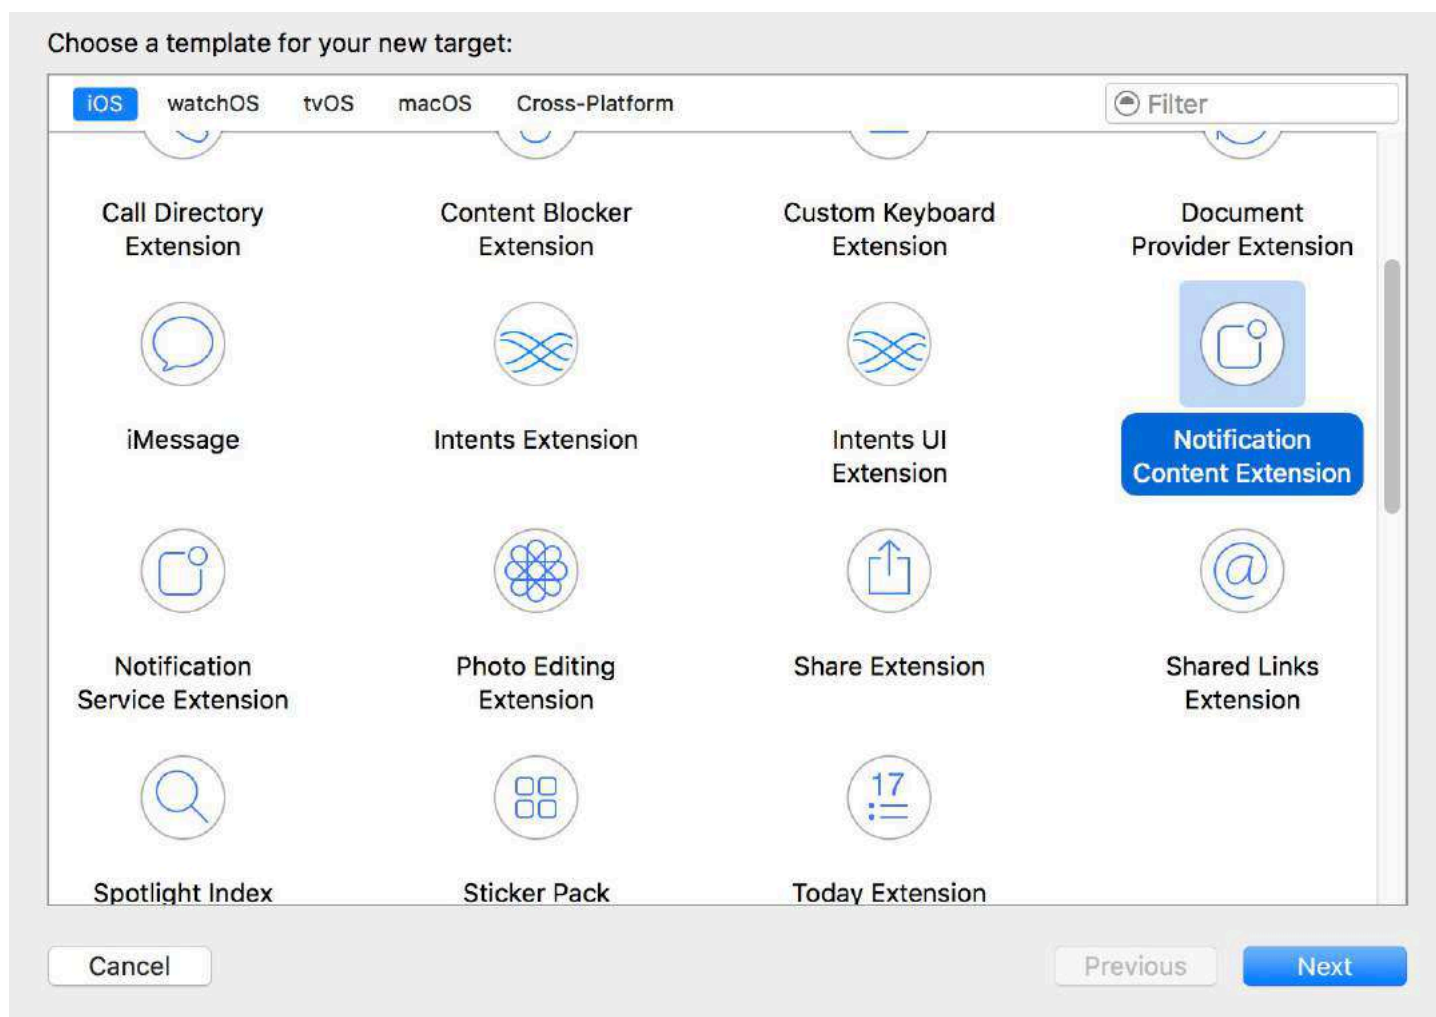 Choose a template for your new target:
iOS watchOS tvOS macOS Cross-Platform Filter
Call Directory Content Blocker Custom Keyboard Document
Extension Extension Extension Provider Extension
iMessage Intents Extension Intents UI Notification
Extension Content Extension
17
Notification Photo Editing Share Extension Shared Links
Service Extension Extension Extension
Spotlight Index Sticker Pack Today Extension
Cancel Previous Next